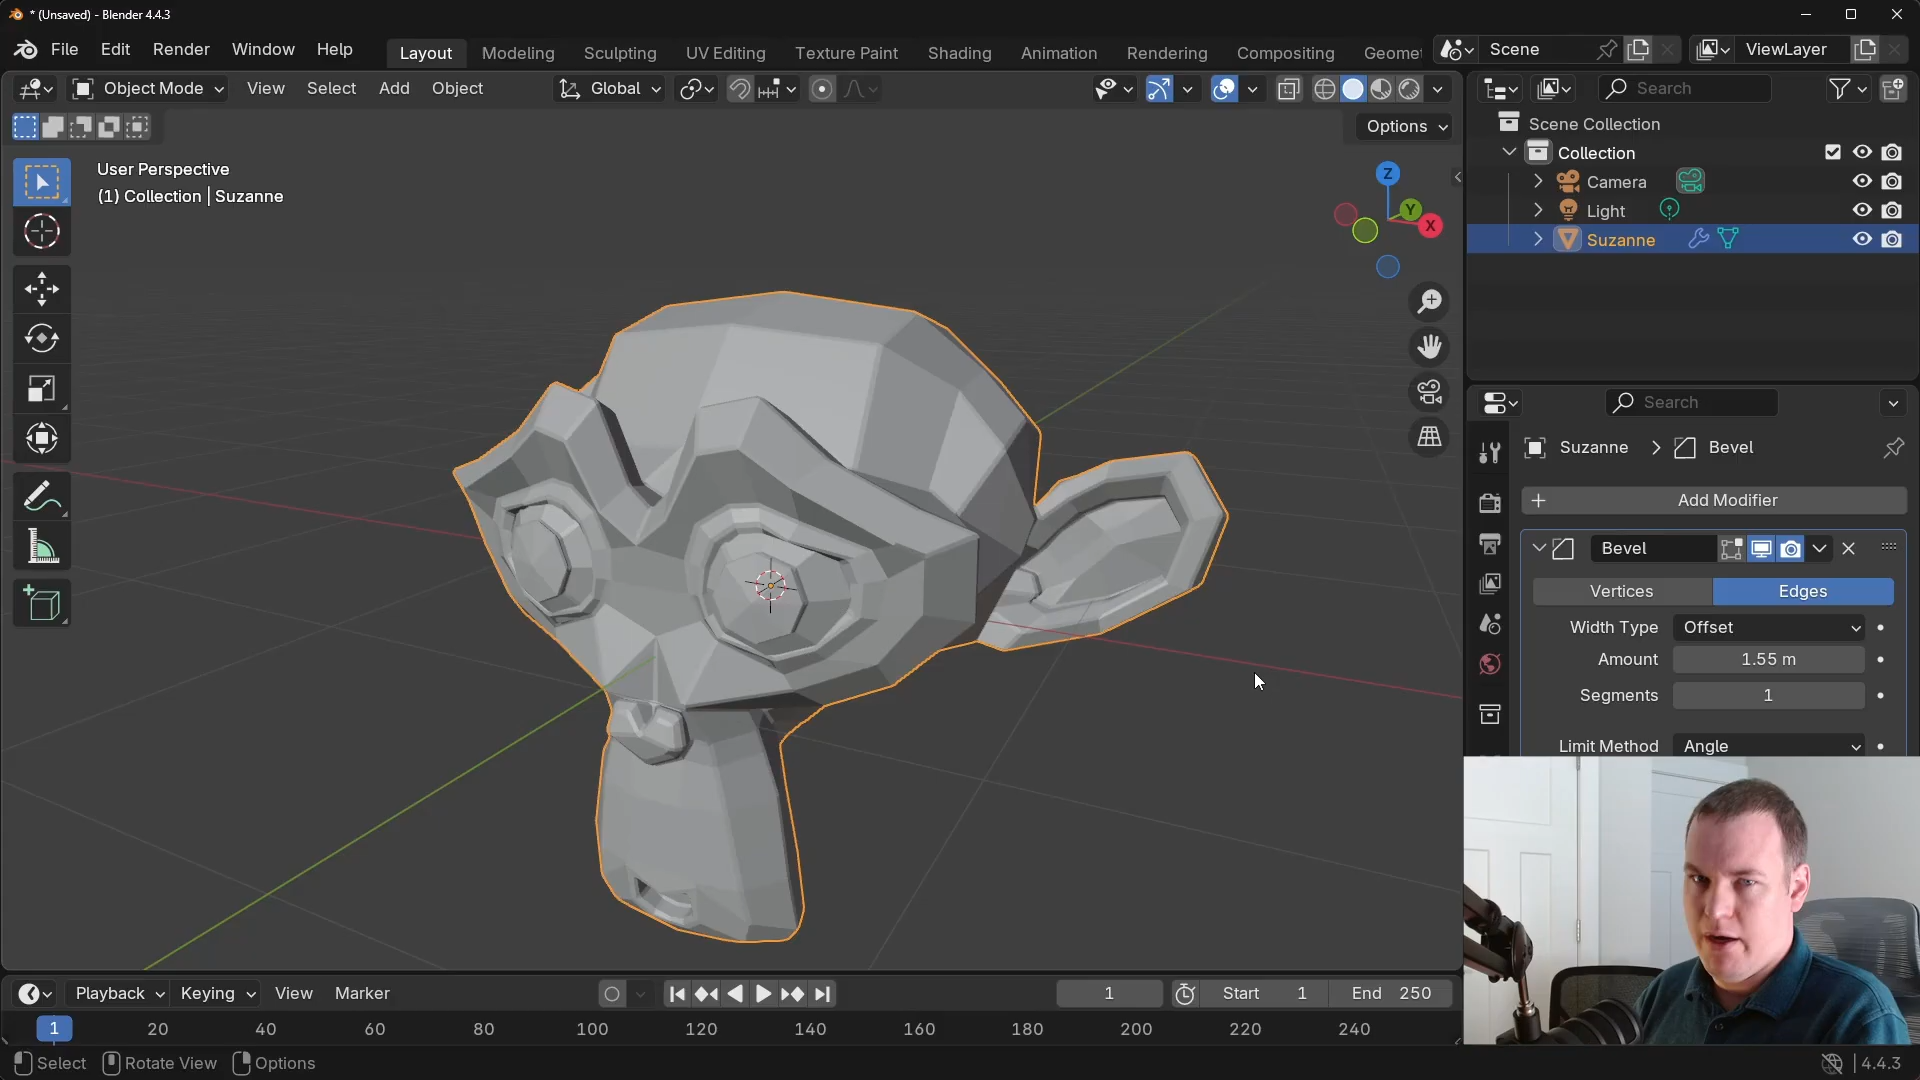 * (Unsaved) - Blender 4.4.3
File Edit Render Window Help Layout Modeling Sculpting UV Editing Texture Paint Shading Animation Rendering Compositing Geomet Scene ViewLayer
Object Mode View Select Add Object Global Search
Options
User Perspective
(1) Collection | Suzanne
Z
Y
X
Scene Collection
Collection
Camera
Light
Suzanne
Search
Suzanne > Bevel
+ Add Modifier
Bevel
Vertices Edges
Width Type Offset
Amount 1.55 m
Segments 1
Limit Method Angle
Playback Keying View Marker 1 Start 1 End 250
1 20 40 60 80 100 120 140 160 180 200 220 240
Select Rotate View Options 4.4.3